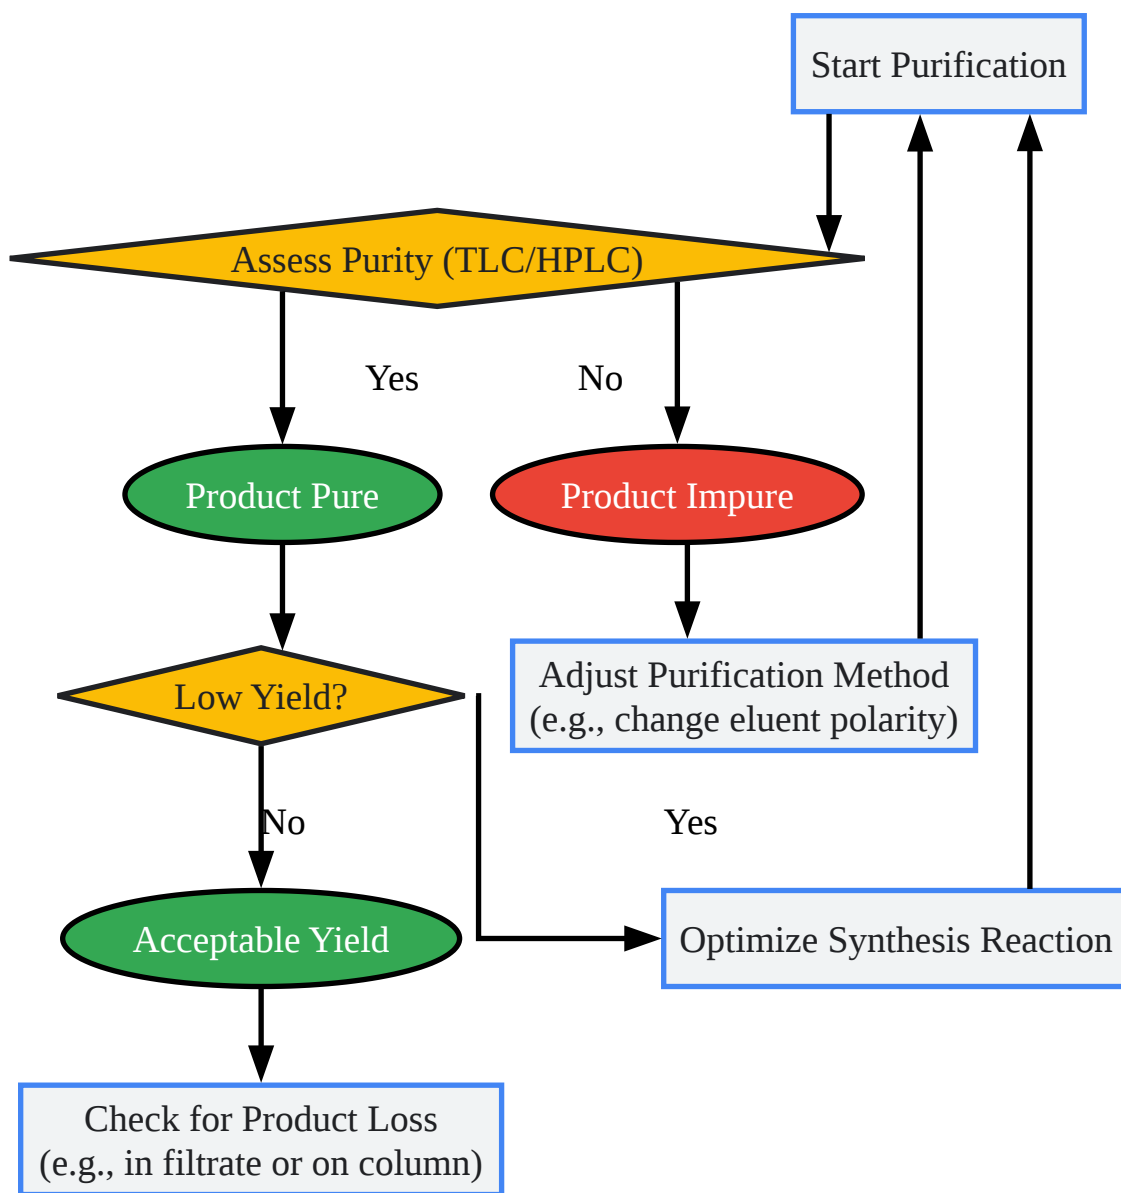 Start Purification
Assess Purity (TLC/HPLC)
Yes
No
Product Pure
Product Impure
Adjust Purification Method
(e.g., change eluent polarity)
Low Yield?
No
Yes
Acceptable Yield
Optimize Synthesis Reaction
Check for Product Loss
(e.g., in filtrate or on column)